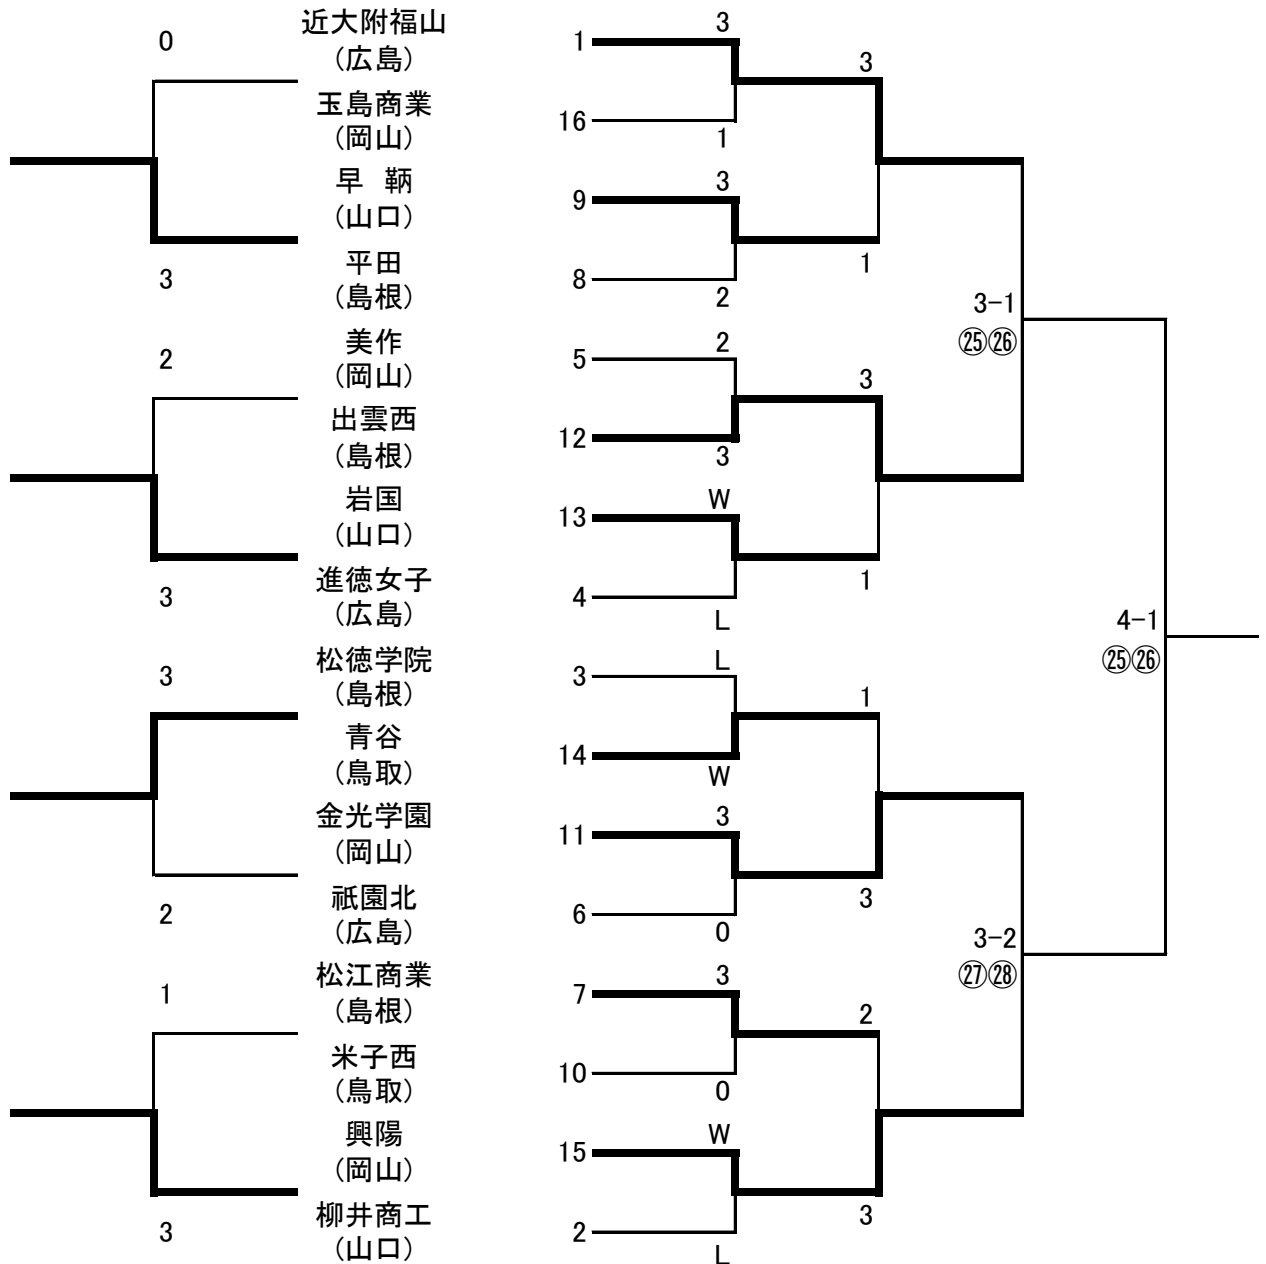 近大附福山
(広島)
玉島商業
(岡山)
早 鞆
(山口)
平田
(島根)
美作
(岡山)
出雲西
(島根)
岩国
(山口)
進徳女子
(広島)
松徳学院
(島根)
青谷
(鳥取)
金光学園
(岡山)
祇園北
(広島)
松江商業
(島根)
米子西
(鳥取)
興陽
(岡山)
柳井商工
(山口)
0
3
2
3
3
2
1
3
1
16
9
8
5
12
13
4
3
14
11
6
7
10
15
2
3
1
3
2
2
3
W
L
L
W
3
0
3
0
W
L
3
1
3
1
1
3
2
3
3-1
㉕㉖
3-2
㉗㉘
4-1
㉕㉖